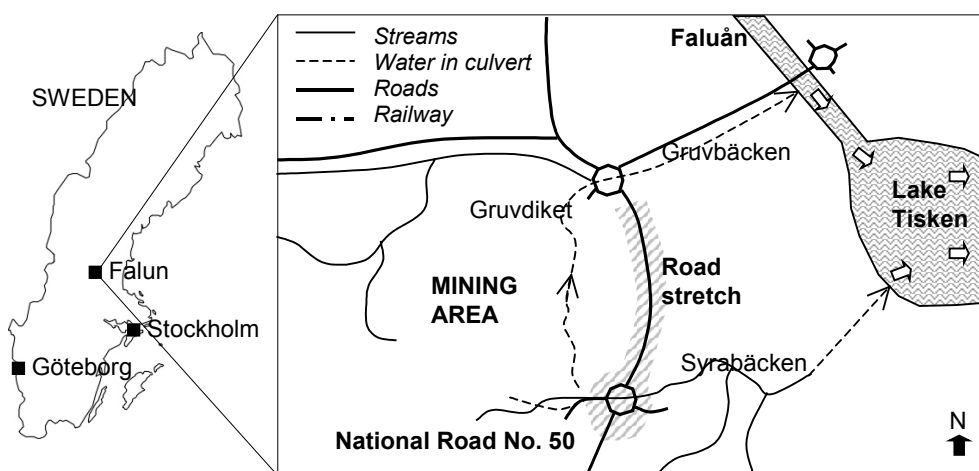 SWEDEN
Falun
Stockholm
Göteborg
Streams
Water in culvert
Roads
Railway
Faluån
Gruvbäcken
Gruvdiket
Lake
Tisken
MINING
AREA
Road
stretch
Syrabäcken
National Road No. 50
N